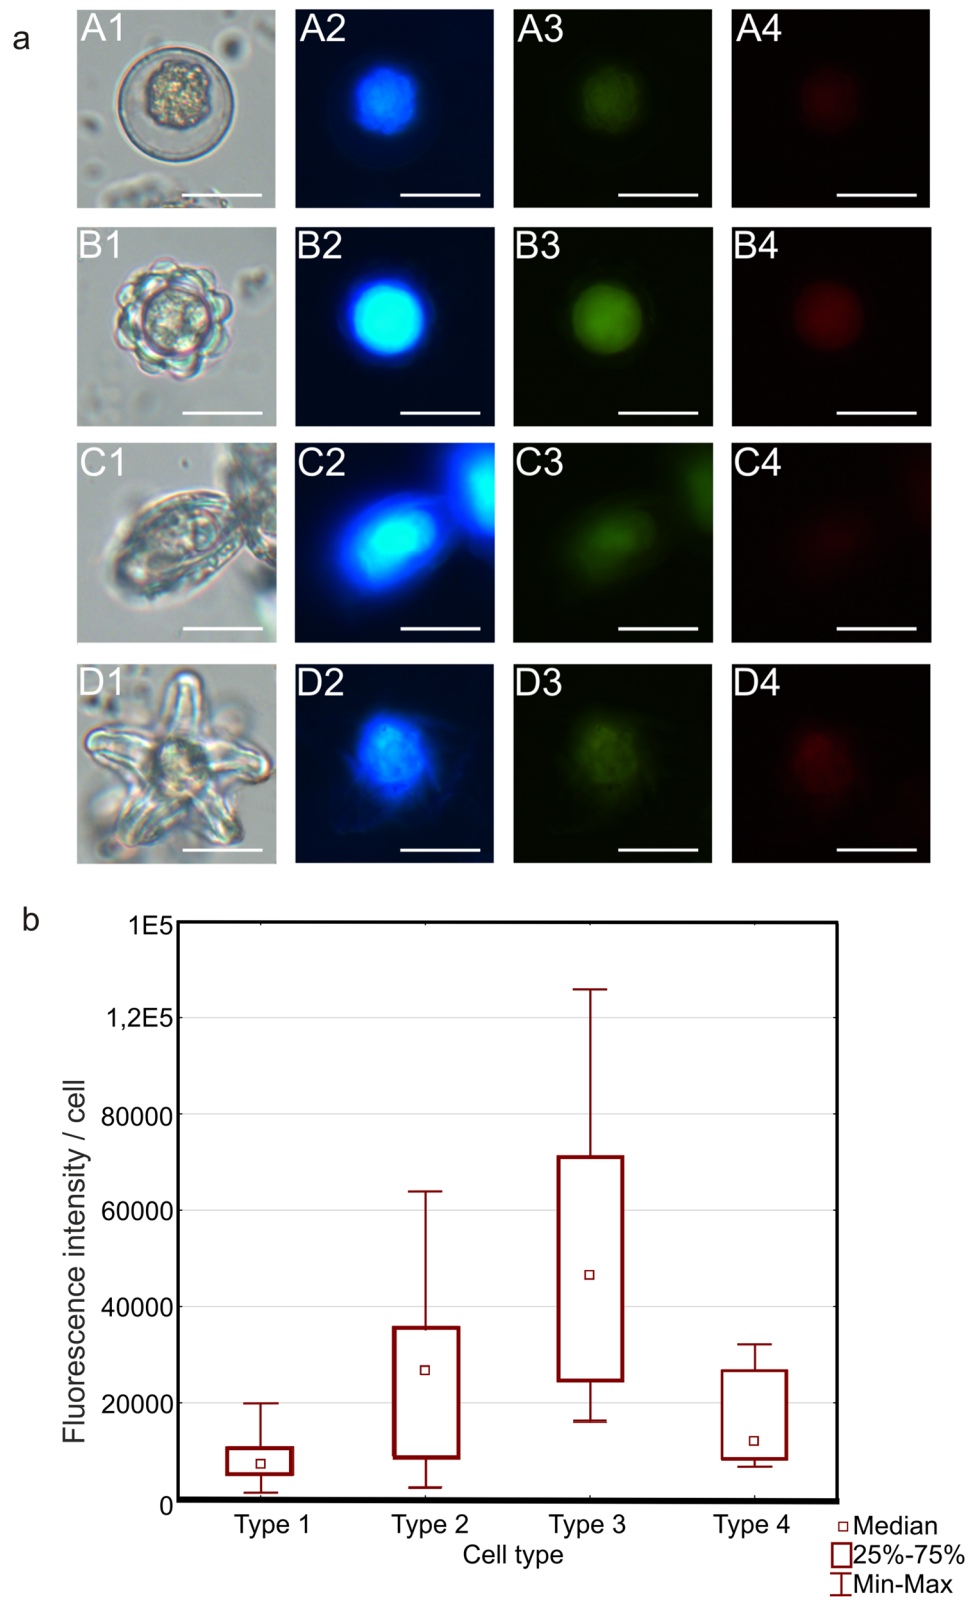 a
A1 A2 A3 A4
B1 B2 B3 B4
C1 C2 C3 C4
D1 D2 D3 D4
b
Fluorescence intensity / cell
1E5
1,2E5
80000
60000
40000
20000
0
Type 1 Type 2 Type 3 Type 4
Cell type
Median
25%-75%
Min-Max